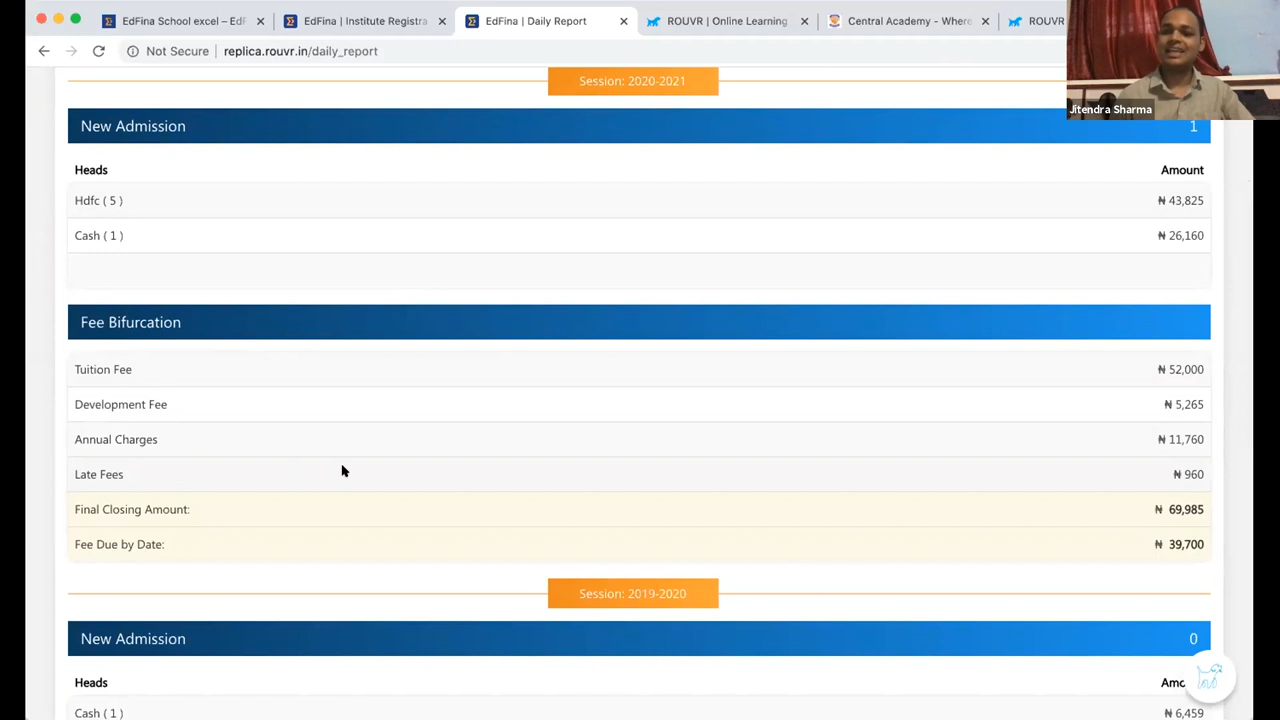 EdFina School excel – EdF
EdFina | Institute Registra
EdFina | Daily Report
ROUVR | Online Learning
Central Academy - Where
ROUVR
Not Secure | replica.rouvr.in/daily_report
Jitendra Sharma
Session: 2020-2021
New Admission 1
Heads Amount
Hdfc ( 5 ) ₦ 43,825
Cash ( 1 ) ₦ 26,160
Fee Bifurcation
Tuition Fee ₦ 52,000
Development Fee ₦ 5,265
Annual Charges ₦ 11,760
Late Fees ₦ 960
Final Closing Amount: ₦ 69,985
Fee Due by Date: ₦ 39,700
Session: 2019-2020
New Admission 0
Heads Amo
Cash ( 1 ) ₦ 6,459